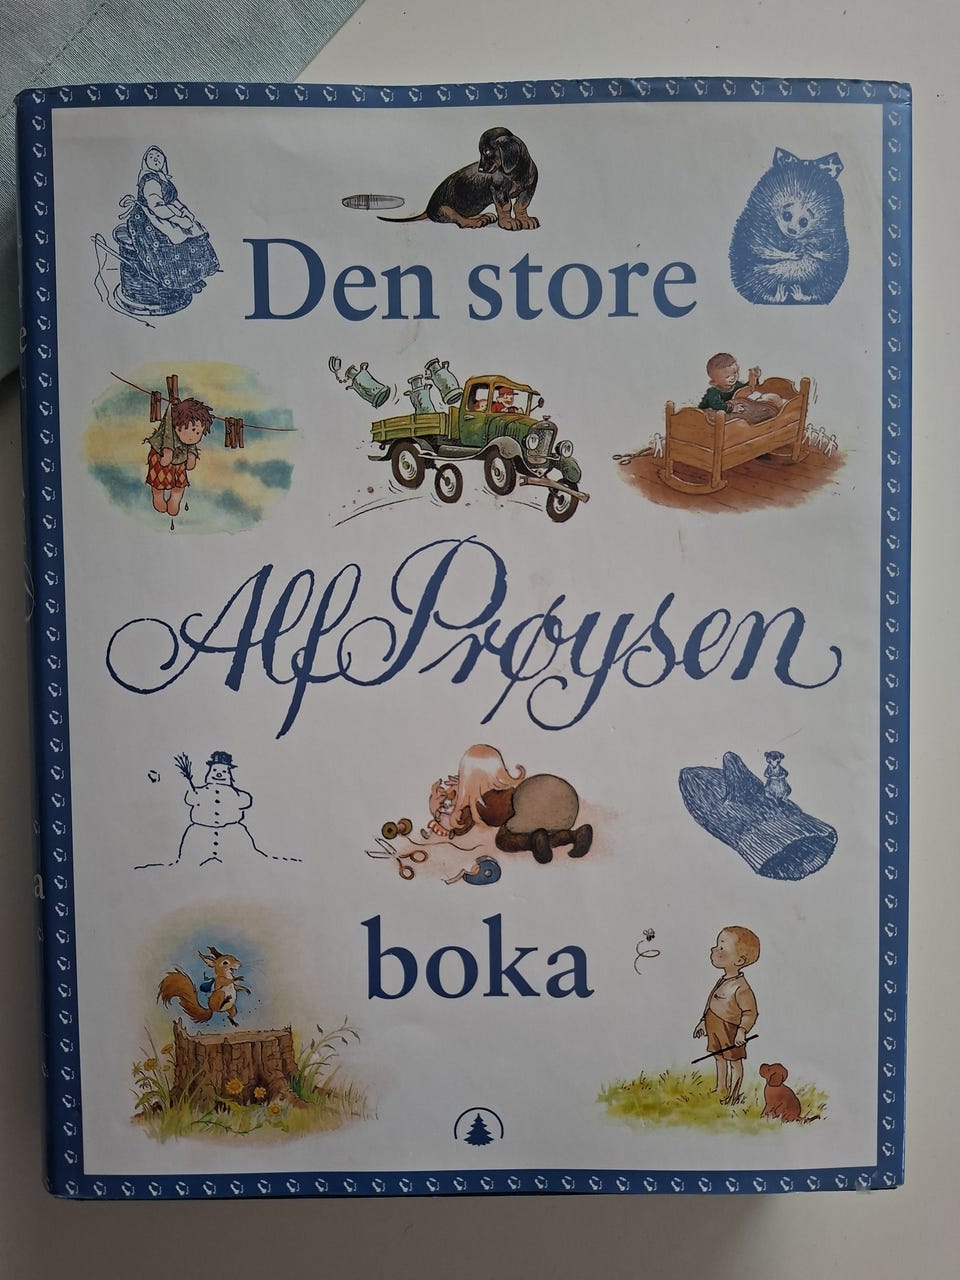 Den store
Alf Prøysen
boka